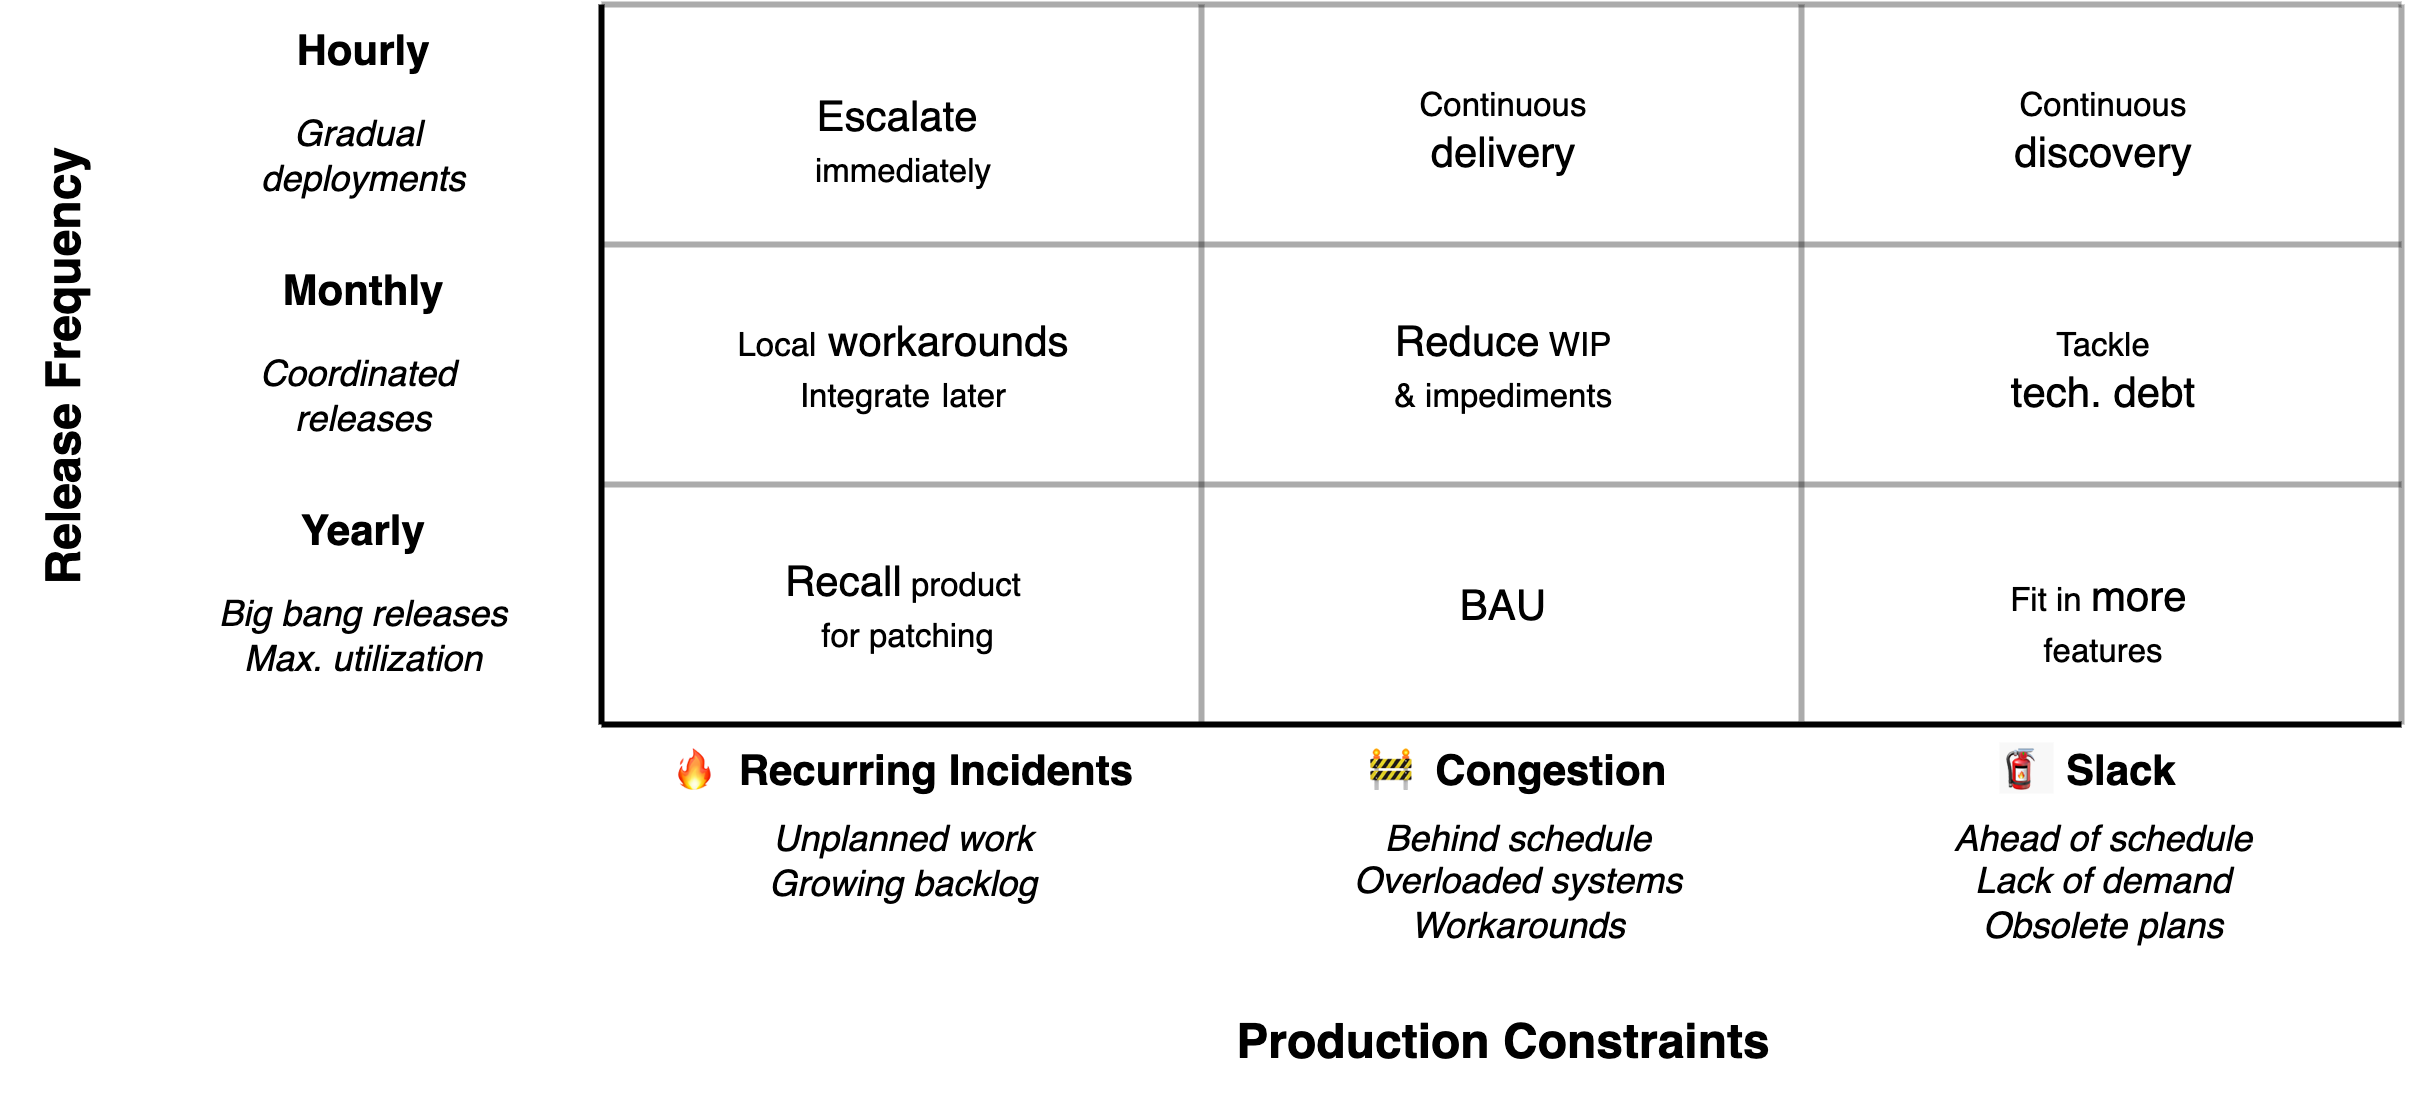 Release Frequency
Hourly
Gradual
deployments
Escalate
immediately
Continuous
delivery
Continuous
discovery
Monthly
Coordinated
releases
Local workarounds
Integrate later
Reduce WIP
& impediments
Tackle
tech. debt
Yearly
Big bang releases
Max. utilization
Recall product
for patching
BAU
Fit in more
features
Recurring Incidents
Unplanned work
Growing backlog
Congestion
Behind schedule
Overloaded systems
Workarounds
Slack
Ahead of schedule
Lack of demand
Obsolete plans
Production Constraints